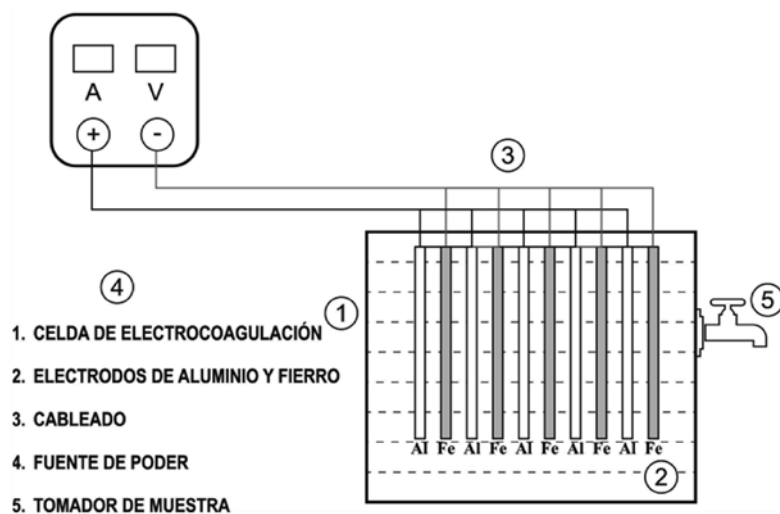 A V
+ -
3
4
1
5
1. CELDA DE ELECTROCOAGULACIÓN
2. ELECTRODOS DE ALUMINIO Y FIERRO
3. CABLEADO
4. FUENTE DE PODER
5. TOMADOR DE MUESTRA
Al Fe Al Fe Al Fe Al Fe Al Fe
2